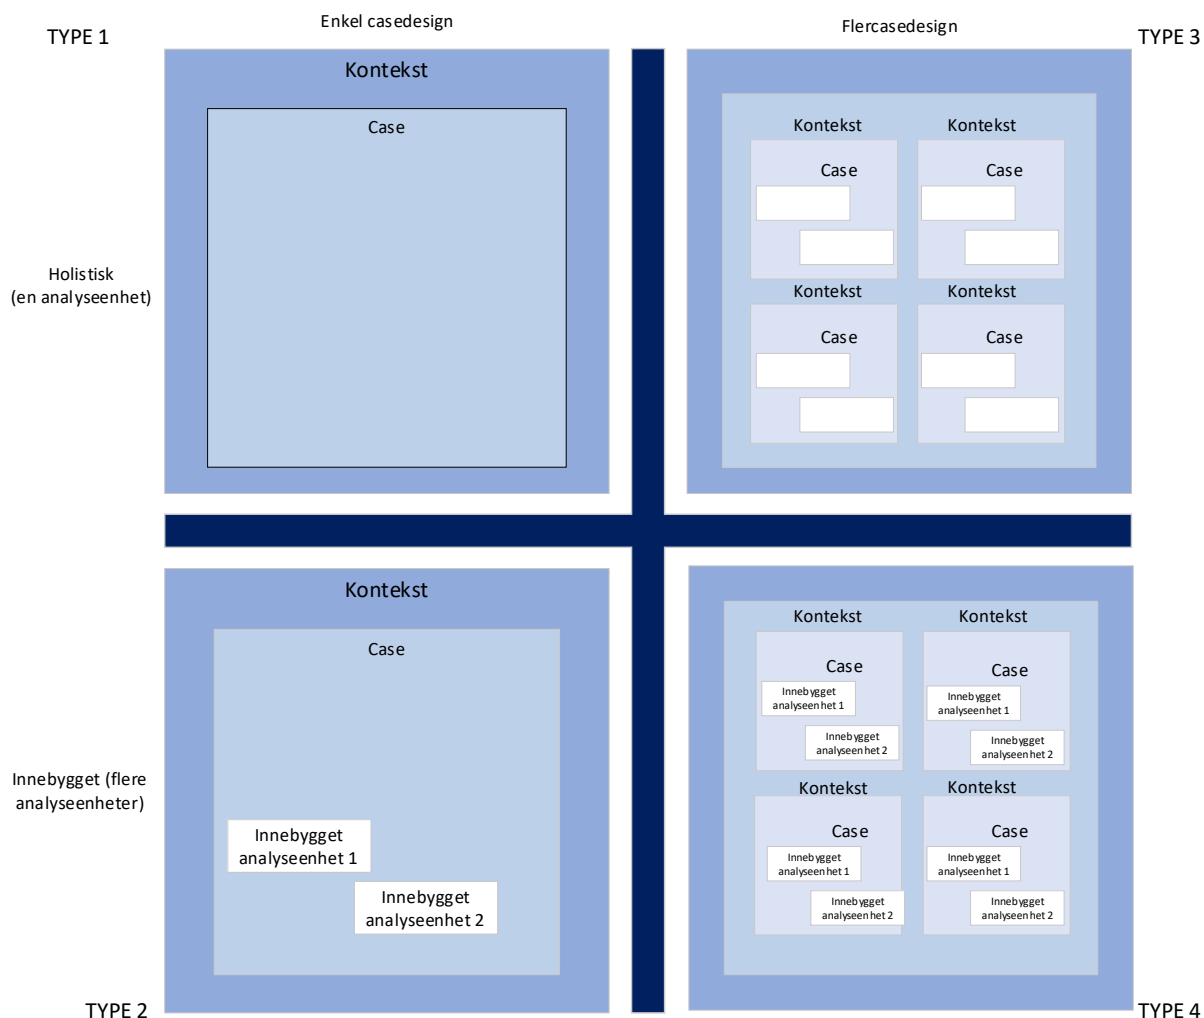 Enkel casedesign
Flercasedesign
TYPE 1
TYPE 3
Kontekst
Case
Holistisk
(en analyseenhet)
Kontekst
Kontekst
Case
Case
Kontekst
Kontekst
Case
Case
Kontekst
Case
Innebygget (flere
analyseenheter)
Innebygget
analyseenhet 1
Innebygget
analyseenhet 2
Kontekst
Case
Innebygget
analyseenhet 1
Innebygget
analyseenhet 2
Kontekst
Case
Innebygget
analyseenhet 1
Innebygget
analyseenhet 2
Kontekst
Case
Innebygget
analyseenhet 1
Innebygget
analyseenhet 2
Kontekst
Case
Innebygget
analyseenhet 1
Innebygget
analyseenhet 2
TYPE 2
TYPE 4